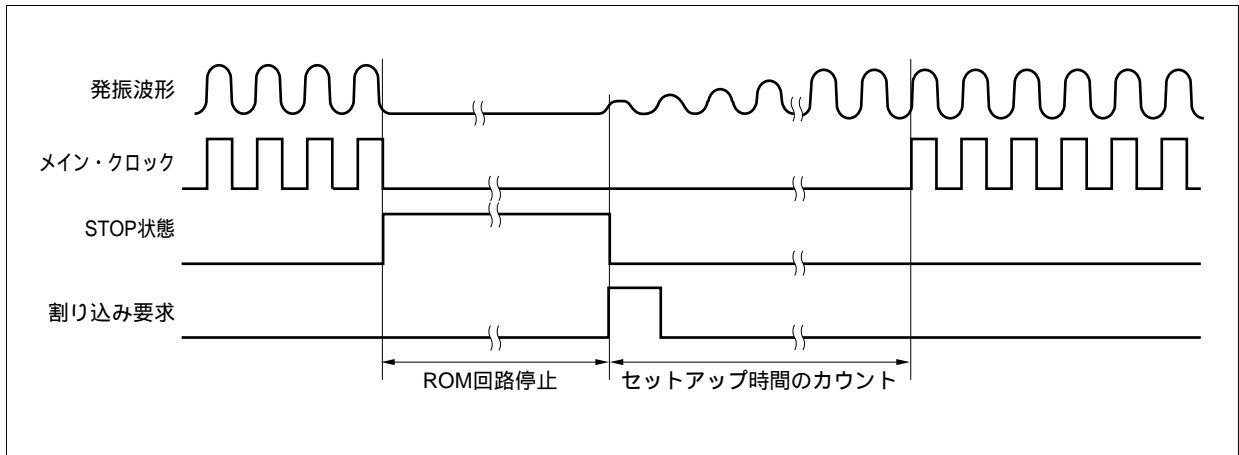 発振波形
メイン・クロック
STOP状態
割り込み要求
ROM回路停止
セットアップ時間のカウント